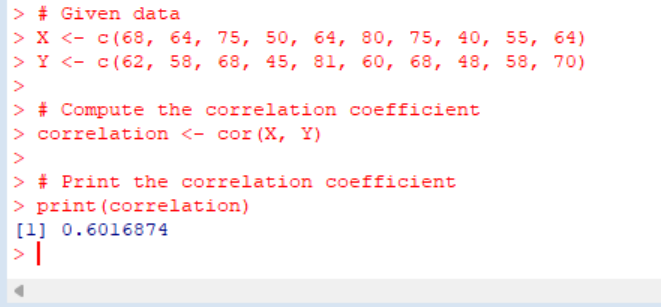 > # Given data
> X <- c(68, 64, 75, 50, 64, 80, 75, 40, 55, 64)
> Y <- c(62, 58, 68, 45, 81, 60, 68, 48, 58, 70)
>
> # Compute the correlation coefficient
> correlation <- cor(X, Y)
>
> # Print the correlation coefficient
> print(correlation)
[1] 0.6016874
>